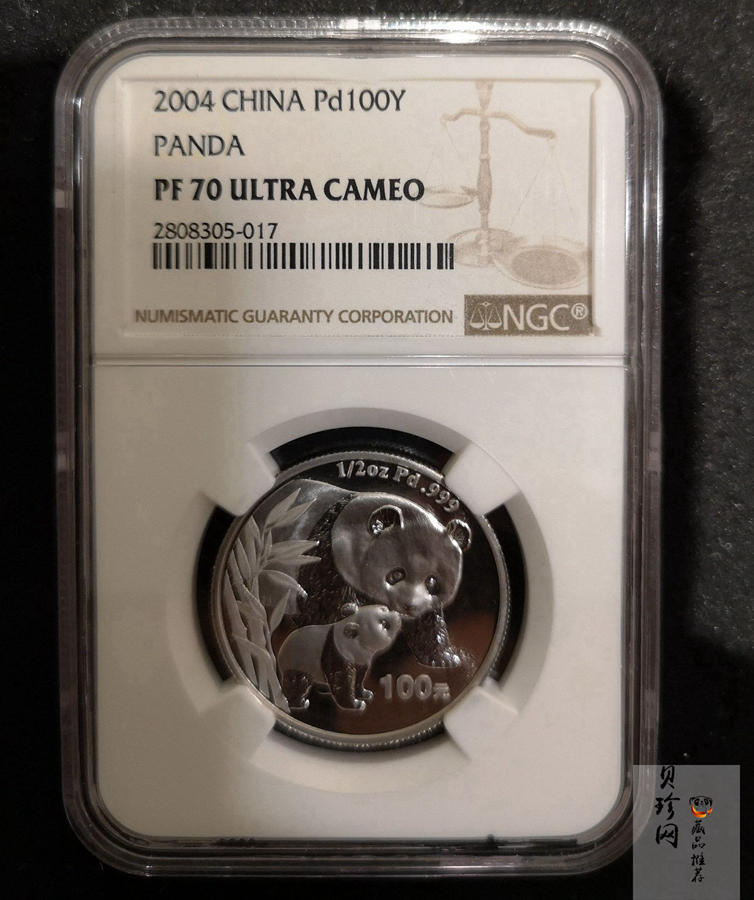 2004 CHINA Pd100Y
PANDA
PF 70 ULTRA CAMEO
2808305-017
NUMISMATIC GUARANTY CORPORATION
NGC®
1/2oz Pd .999
100元
贝珍网
藏品推荐